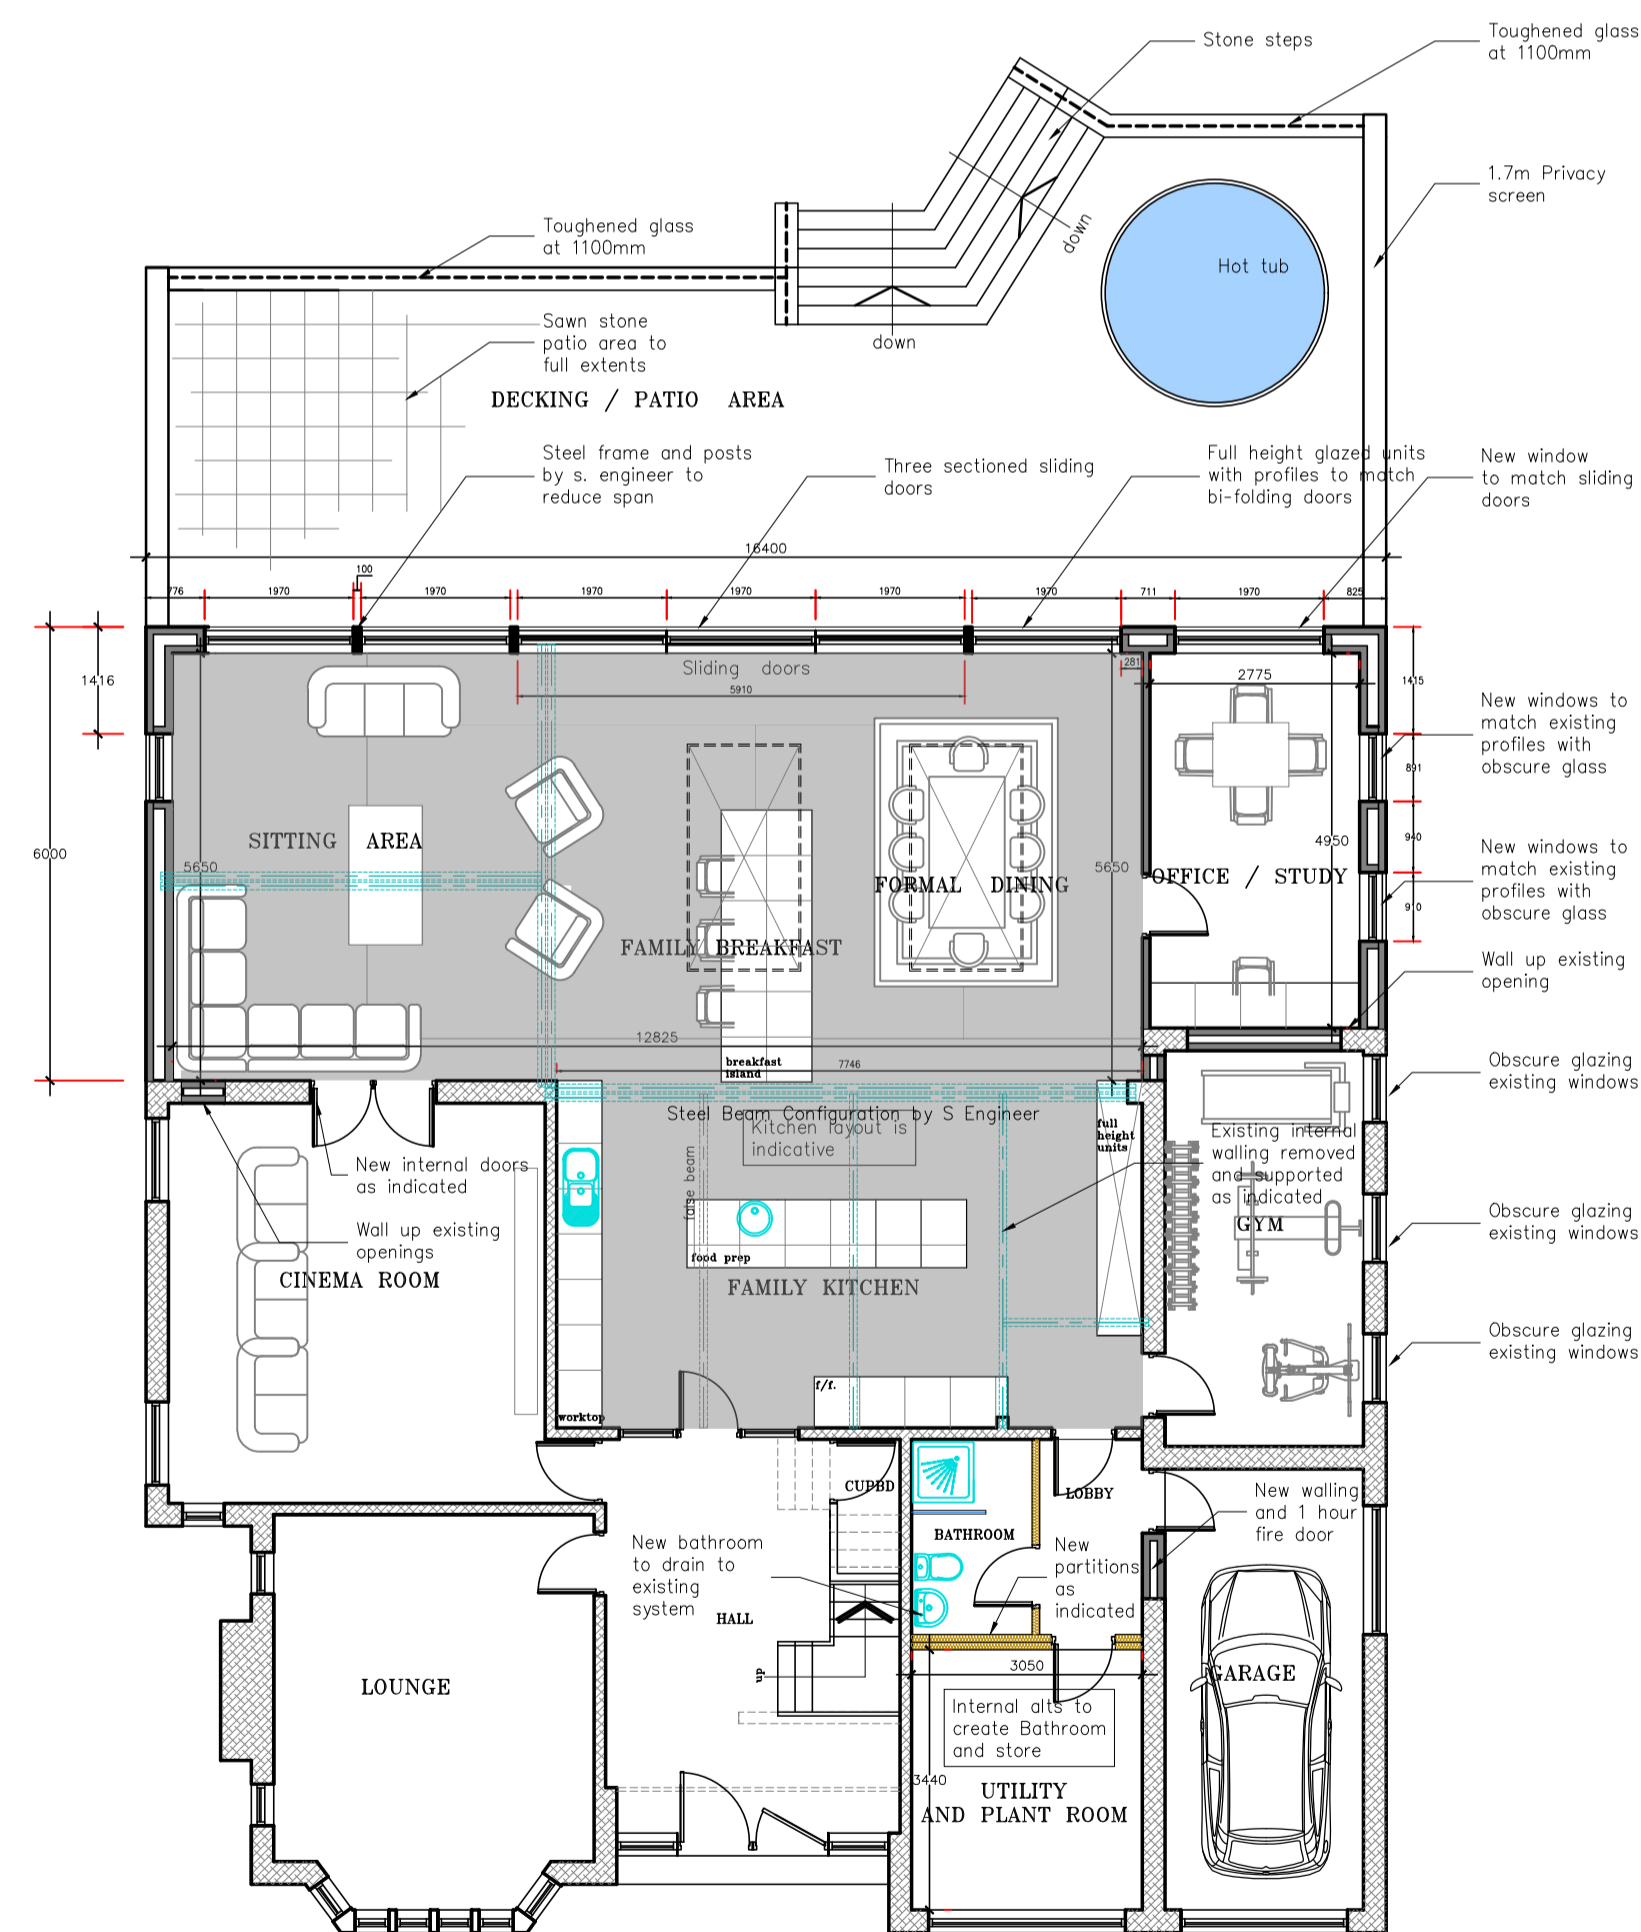 Stone steps
Toughened glass
at 1100mm
1.7m Privacy
screen
Toughened glass
at 1100mm
down
Hot tub
down
Sawn stone
patio area to
full extents
DECKING / PATIO AREA
Steel frame and posts
by s. engineer to
reduce span
Three sectioned sliding
doors
Full height glazed units
with profiles to match
bi-folding doors
New window
to match sliding
doors
16400
100
776
1970
1970
1970
1970
1970
1970
711
1970
825
Sliding doors
5910
281
2775
1416
1415
6000
New windows to
match existing
profiles with
obscure glass
891
940
910
SITTING AREA
5650
5650
4950
FORMAL DINING
OFFICE / STUDY
New windows to
match existing
profiles with
obscure glass
FAMILY BREAKFAST
Wall up existing
opening
12825
breakfast
island
7746
Obscure glazing
existing windows
Steel Beam Configuration by S Engineer
Kitchen layout is
indicative
full
height
units
Existing internal
walling removed
and supported
as indicated
New internal doors
as indicated
false beam
GYM
Obscure glazing
existing windows
Wall up existing
openings
CINEMA ROOM
food prep
FAMILY KITCHEN
Obscure glazing
existing windows
f/f.
worktop
CUPBD
LOBBY
New walling
and 1 hour
fire door
BATHROOM
New bathroom
to drain to
existing
system
New
partitions
as
indicated
HALL
up
3050
LOUNGE
GARAGE
Internal alts to
create Bathroom
and store
3440
UTILITY
AND PLANT ROOM